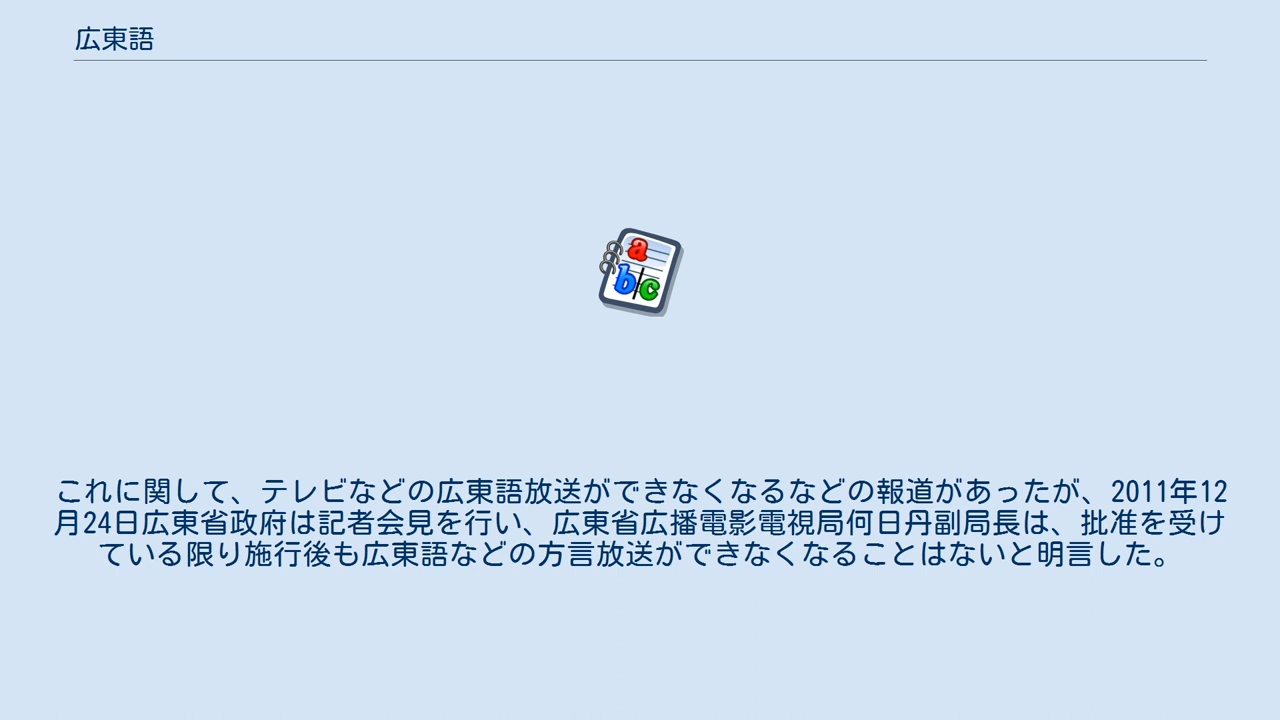 広東語
a
b c
これに関して、テレビなどの広東語放送ができなくなるなどの報道があったが、2011年12
月24日広東省政府は記者会見を行い、広東省広播電影電視局何日丹副局長は、批准を受け
ている限り施行後も広東語などの方言放送ができなくなることはないと明言した。